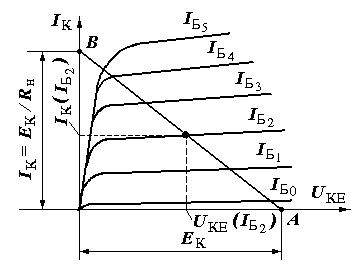 I_К
B
I_Б5
I_Б4
I_Б3
I_Б2
I_Б1
I_Б0
I_К = E_К / R_н
I_К (I_Б2)
U_КЕ
U_КЕ (I_Б2)
A
E_К